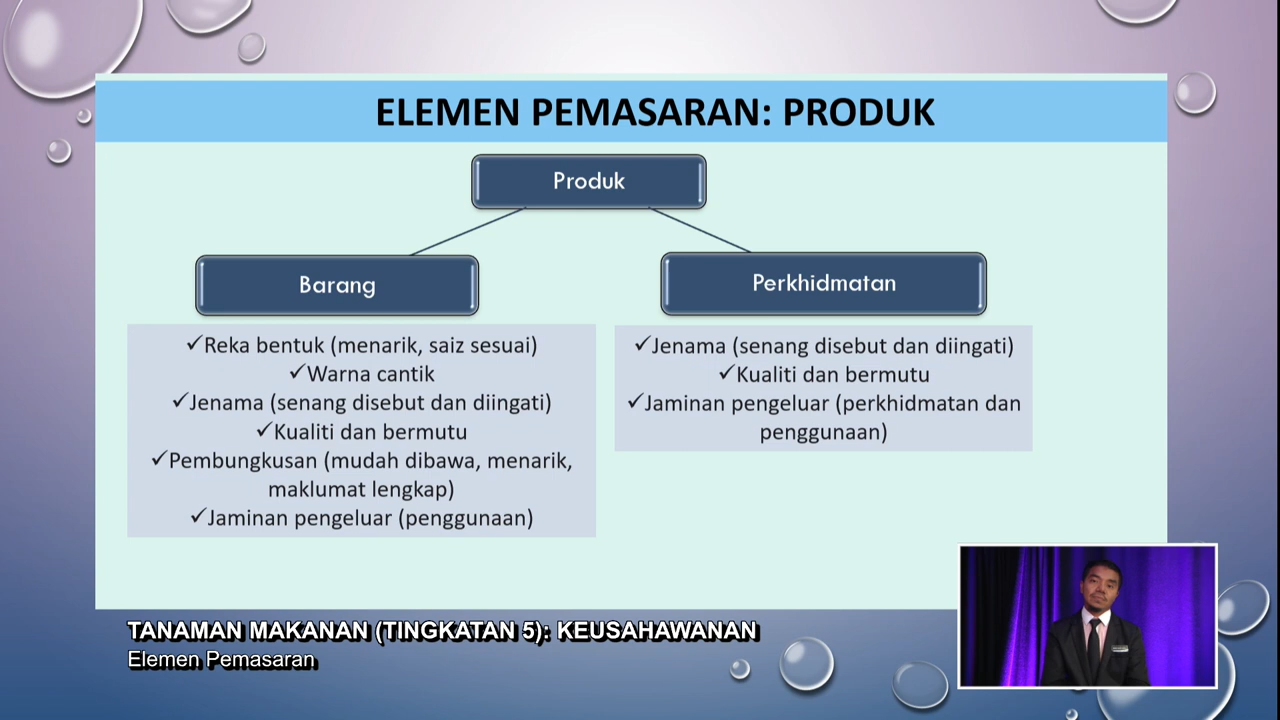 ELEMEN PEMASARAN: PRODUK
Produk
Barang
Perkhidmatan
✓Reka bentuk (menarik, saiz sesuai)
✓Warna cantik
✓Jenama (senang disebut dan diingati)
✓Kualiti dan bermutu
✓Pembungkusan (mudah dibawa, menarik,
maklumat lengkap)
✓Jaminan pengeluar (penggunaan)
✓Jenama (senang disebut dan diingati)
✓Kualiti dan bermutu
✓Jaminan pengeluar (perkhidmatan dan
penggunaan)
TANAMAN MAKANAN (TINGKATAN 5): KEUSAHAWANAN
Elemen Pemasaran